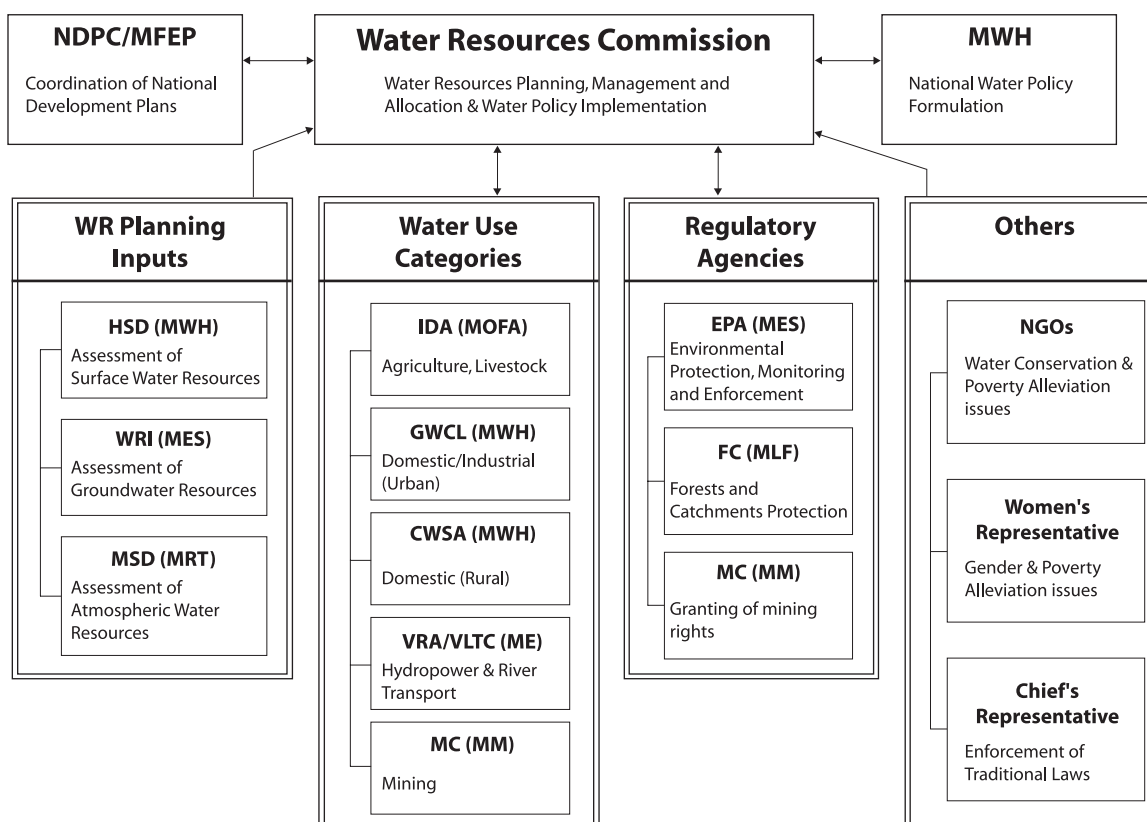 NDPC/MFEP
Coordination of National
Development Plans
Water Resources Commission
Water Resources Planning, Management and
Allocation & Water Policy Implementation
MWH
National Water Policy
Formulation
WR Planning
Inputs
HSD (MWH)
Assessment of
Surface Water Resources
WRI (MES)
Assessment of
Groundwater Resources
MSD (MRT)
Assessment of
Atmospheric Water
Resources
Water Use
Categories
IDA (MOFA)
Agriculture, Livestock
GWCL (MWH)
Domestic/Industrial
(Urban)
CWSA (MWH)
Domestic (Rural)
VRA/VLTC (ME)
Hydropower & River
Transport
MC (MM)
Mining
Regulatory
Agencies
EPA (MES)
Environmental
Protection, Monitoring
and Enforcement
FC (MLF)
Forests and
Catchments Protection
MC (MM)
Granting of mining
rights
Others
NGOs
Water Conservation &
Poverty Alleviation
issues
Women's
Representative
Gender & Poverty
Alleviation issues
Chief's
Representative
Enforcement of
Traditional Laws